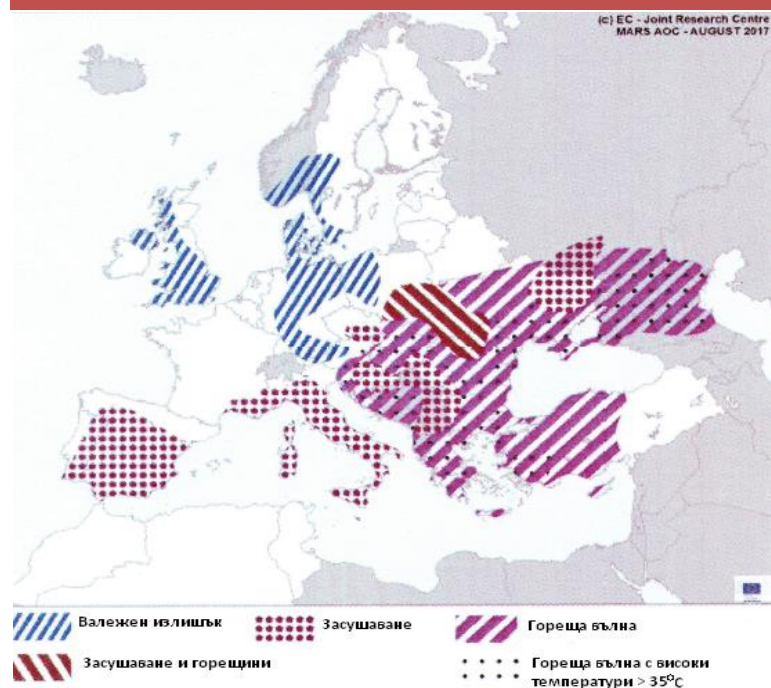 (c) EC - Joint Research Centre
MARS AOC - AUGUST 2017
Валежен излишък
Засушаване
Гореща вълна
Засушаване и горещини
Гореща вълна с високи
температури > 35°C